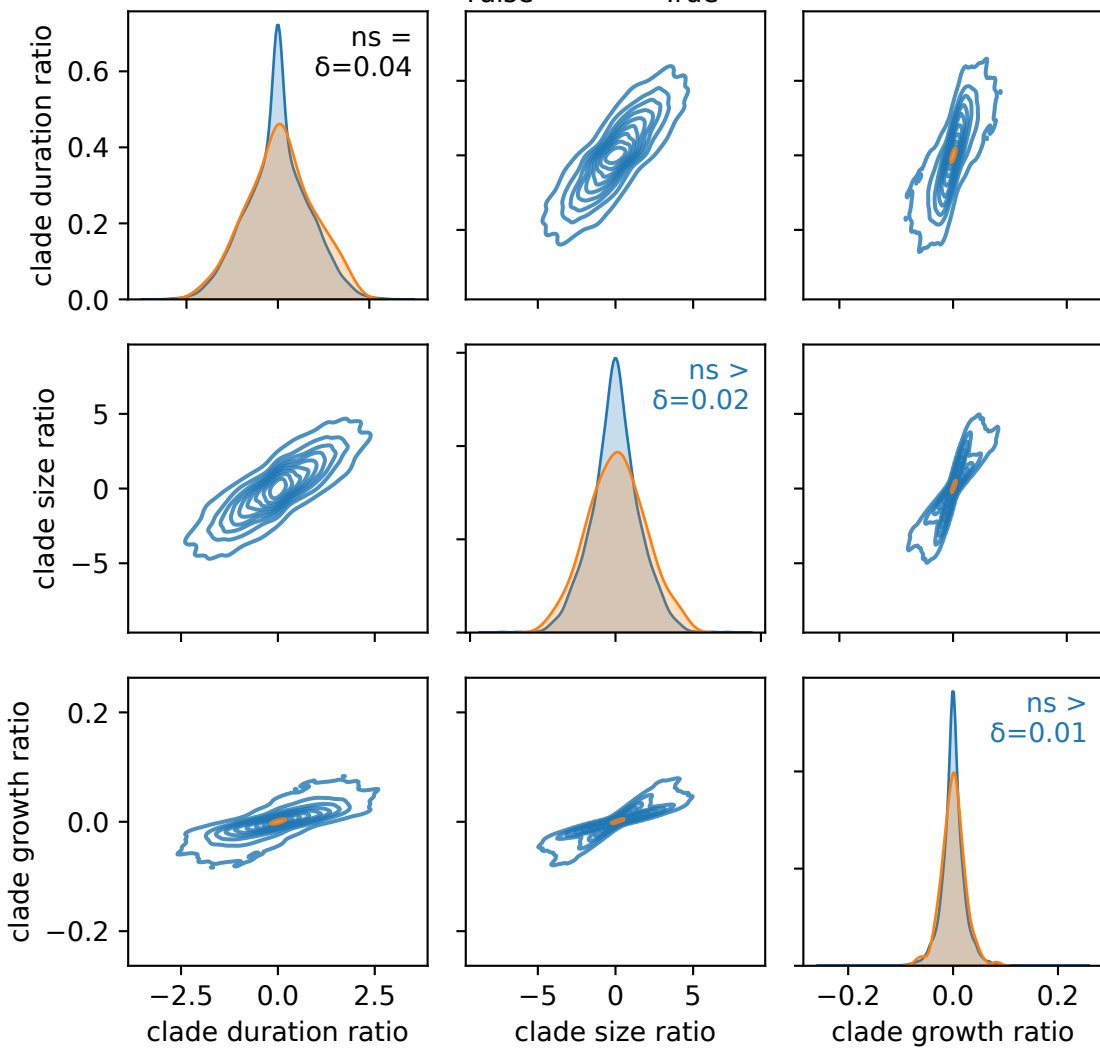 clade duration ratio
0.6
0.4
0.2
0.0
ns =
δ=0.04
clade size ratio
5
0
−5
ns >
δ=0.02
clade growth ratio
0.2
0.0
−0.2
ns >
δ=0.01
−2.5 0.0 2.5
−5 0 5
−0.2 0.0 0.2
clade duration ratio
clade size ratio
clade growth ratio